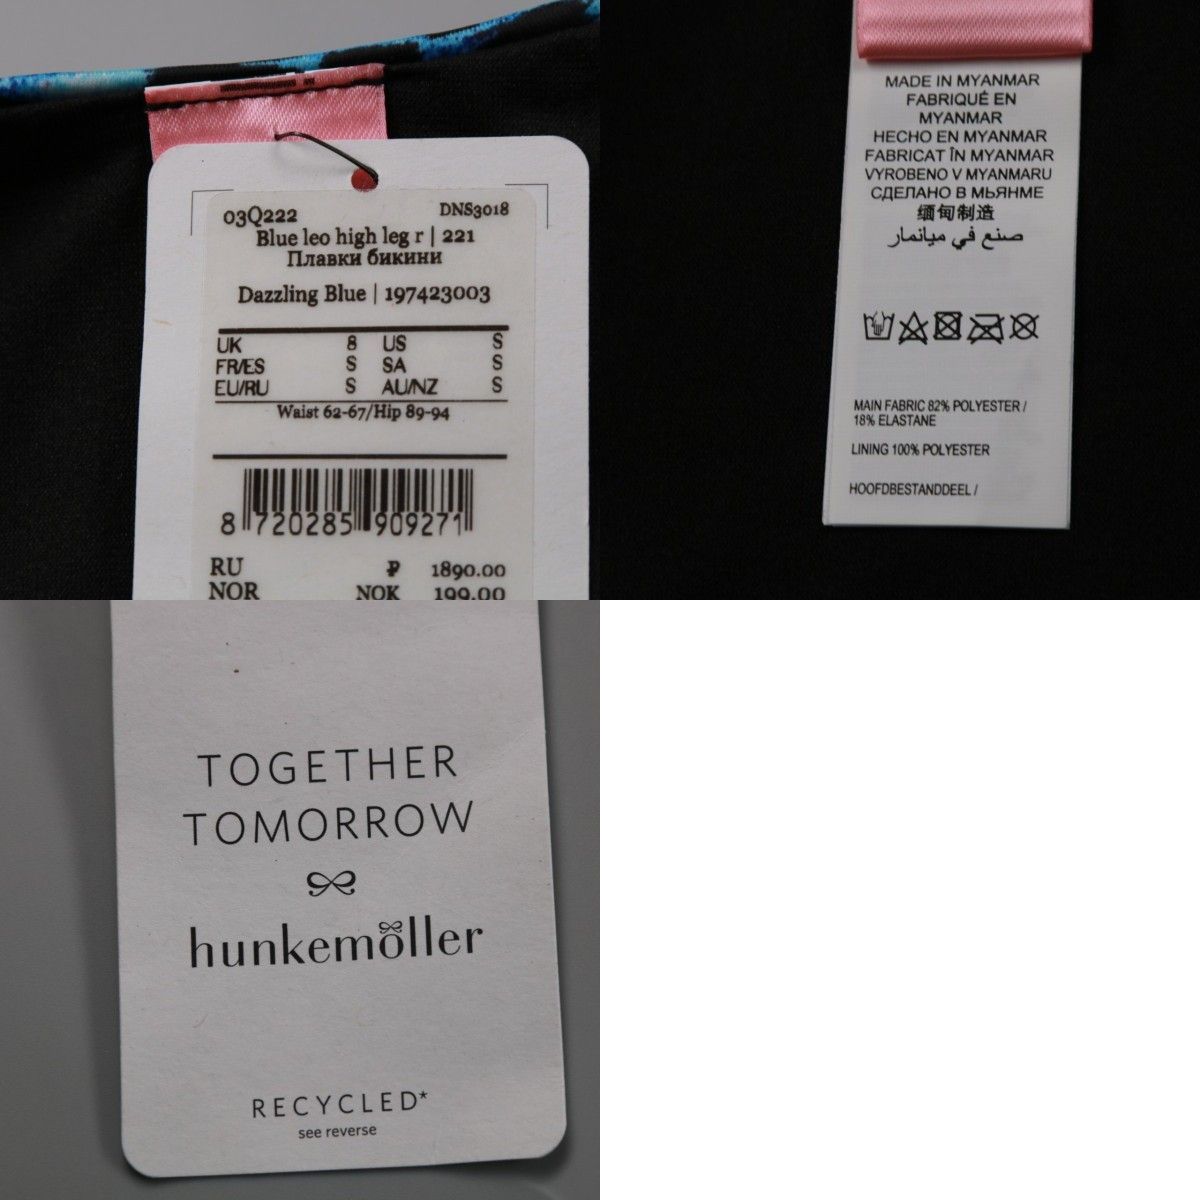 03Q222 DNS3018
Blue leo high leg r | 221
Плавки бикини
Dazzling Blue | 197423003
UK 8 US S
FR/ES S SA S
EU/RU S AU/NZ S
Waist 62-67/Hip 89-94
8 720285 909271
RU ₽ 1890.00
NOR NOK 199.00
MADE IN MYANMAR
FABRIQUÉ EN
MYANMAR
HECHO EN MYANMAR
FABRICAT ÎN MYANMAR
VYROBENO V MYANMARU
СДЕЛАНО В МЬЯНМЕ
缅甸制造
صنع في ميانمار
MAIN FABRIC 82% POLYESTER /
18% ELASTANE
LINING 100% POLYESTER
HOOFDBESTANDDEEL /
TOGETHER
TOMORROW
hunkemöller
RECYCLED*
see reverse